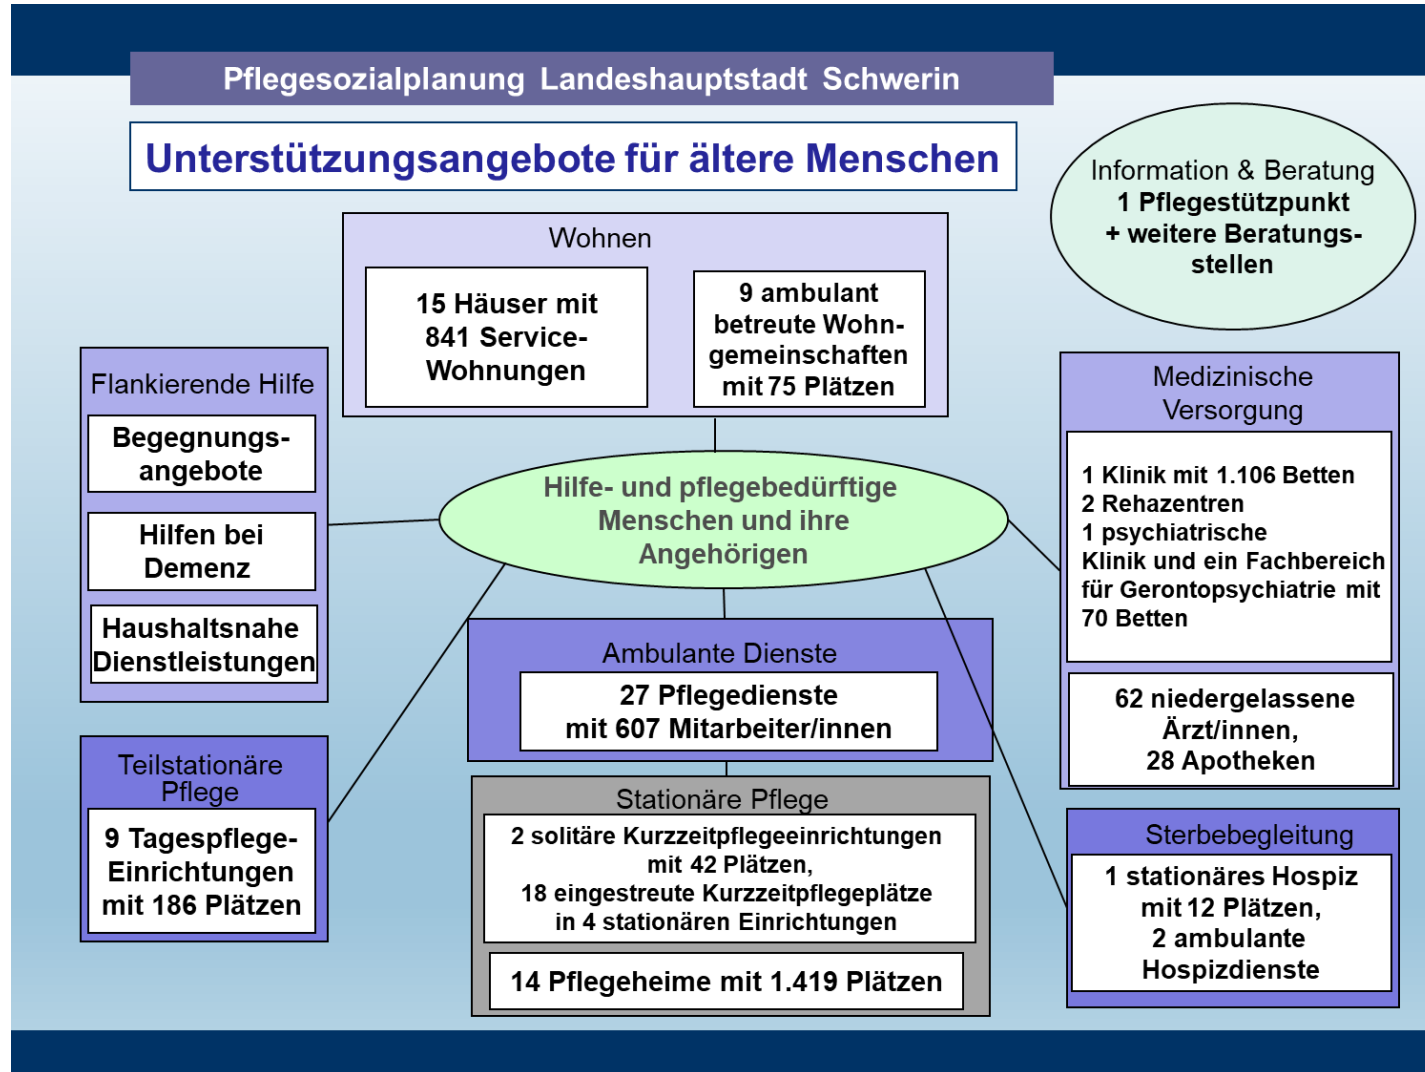 Pflegesozialplanung Landeshauptstadt Schwerin
Unterstützungsangebote für ältere Menschen
Information & Beratung
1 Pflegestützpunkt
+ weitere Beratungs-
stellen
Wohnen
15 Häuser mit
841 Service-
Wohnungen
9 ambulant
betreute Wohn-
gemeinschaften
mit 75 Plätzen
Flankierende Hilfe
Begegnungs-
angebote
Hilfen bei
Demenz
Haushaltsnahe
Dienstleistungen
Hilfe- und pflegebedürftige
Menschen und ihre
Angehörigen
Medizinische
Versorgung
1 Klinik mit 1.106 Betten
2 Rehazentren
1 psychiatrische
Klinik und ein Fachbereich
für Gerontopsychiatrie mit
70 Betten
62 niedergelassene
Ärzt/innen,
28 Apotheken
Ambulante Dienste
27 Pflegedienste
mit 607 Mitarbeiter/innen
Teilstationäre
Pflege
9 Tagespflege-
Einrichtungen
mit 186 Plätzen
Stationäre Pflege
2 solitäre Kurzzeitpflegeeinrichtungen
mit 42 Plätzen,
18 eingestreute Kurzzeitpflegeplätze
in 4 stationären Einrichtungen
14 Pflegeheime mit 1.419 Plätzen
Sterbebegleitung
1 stationäres Hospiz
mit 12 Plätzen,
2 ambulante
Hospizdienste